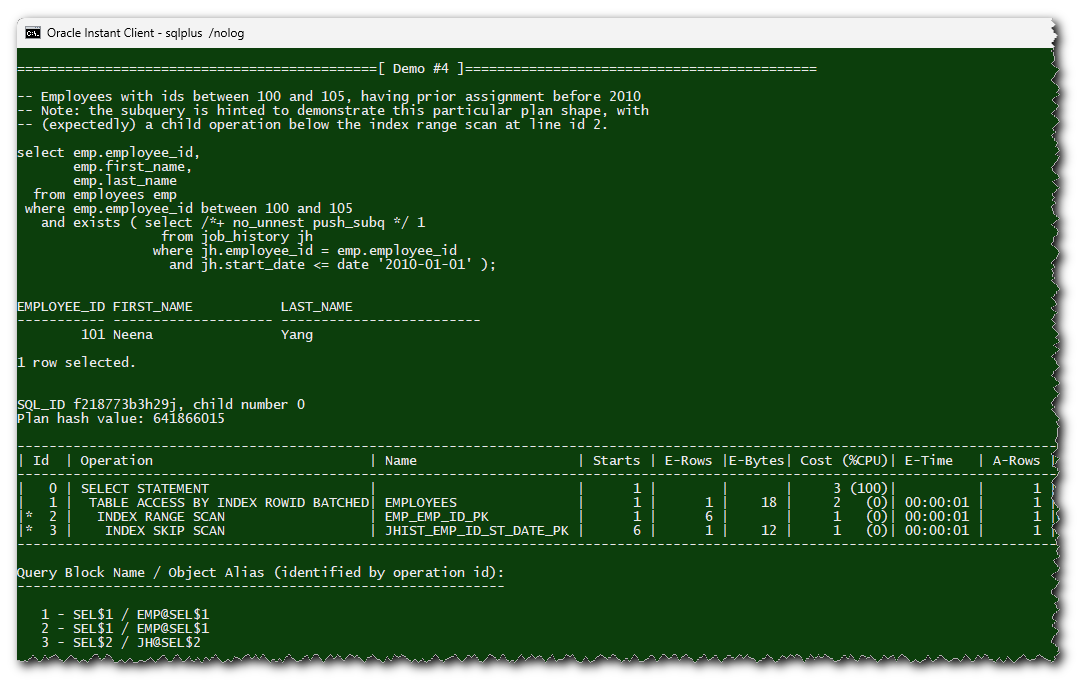 Oracle Instant Client - sqlplus  /nolog
=============================================[ Demo #4 ]============================================
-- Employees with ids between 100 and 105, having prior assignment before 2010
-- Note: the subquery is hinted to demonstrate this particular plan shape, with
-- (expectedly) a child operation below the index range scan at line id 2.
select emp.employee_id,
       emp.first_name,
       emp.last_name
  from employees emp
 where emp.employee_id between 100 and 105
   and exists ( select /*+ no_unnest push_subq */ 1
                  from job_history jh
                 where jh.employee_id = emp.employee_id
                   and jh.start_date <= date '2010-01-01' );
EMPLOYEE_ID FIRST_NAME           LAST_NAME
----------- -------------------- -------------------------
        101 Neena                Yang
1 row selected.
SQL_ID f218773b3h29j, child number 0
Plan hash value: 641866015
----------------------------------------------------------------------------------------------------------------------------------
| Id  | Operation                           | Name                    | Starts | E-Rows |E-Bytes| Cost (%CPU)| E-Time   | A-Rows |
----------------------------------------------------------------------------------------------------------------------------------
|   0 | SELECT STATEMENT                    |                         |      1 |        |       |     3 (100)|          |      1 |
|   1 |  TABLE ACCESS BY INDEX ROWID BATCHED| EMPLOYEES               |      1 |      1 |    18 |     2   (0)| 00:00:01 |      1 |
|*  2 |   INDEX RANGE SCAN                  | EMP_EMP_ID_PK           |      1 |      6 |       |     1   (0)| 00:00:01 |      1 |
|*  3 |    INDEX SKIP SCAN                  | JHIST_EMP_ID_ST_DATE_PK |      6 |      1 |    12 |     1   (0)| 00:00:01 |      1 |
----------------------------------------------------------------------------------------------------------------------------------
Query Block Name / Object Alias (identified by operation id):
-------------------------------------------------------------
   1 - SEL$1 / EMP@SEL$1
   2 - SEL$1 / EMP@SEL$1
   3 - SEL$2 / JH@SEL$2